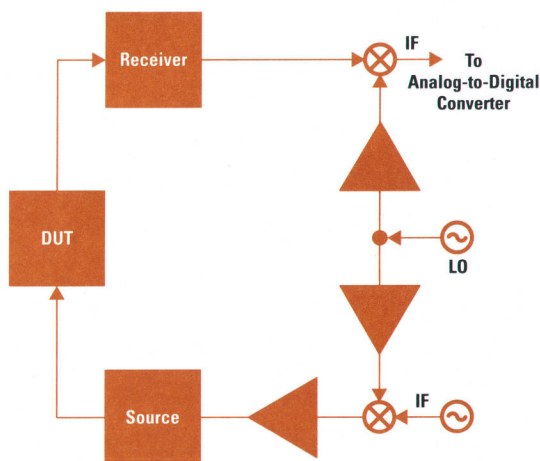 Receiver
IF
To
Analog-to-Digital
Converter
DUT
LO
Source
IF